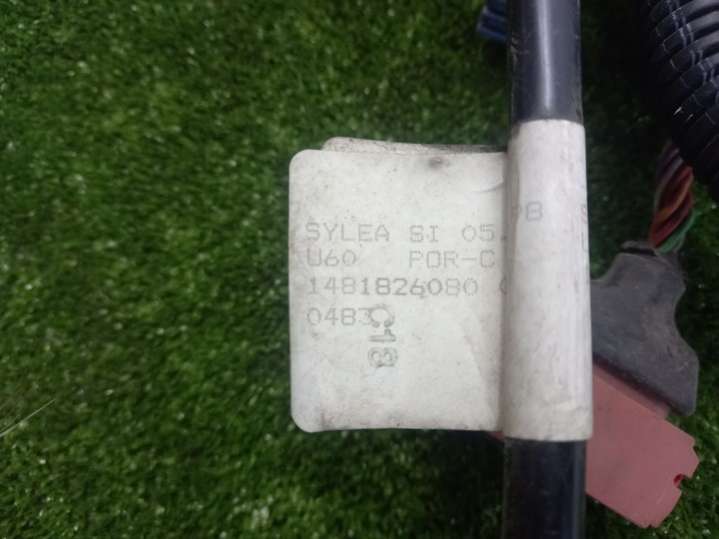 SYLEA SI 05.
U60 POR-C
1481826080
0483
C18